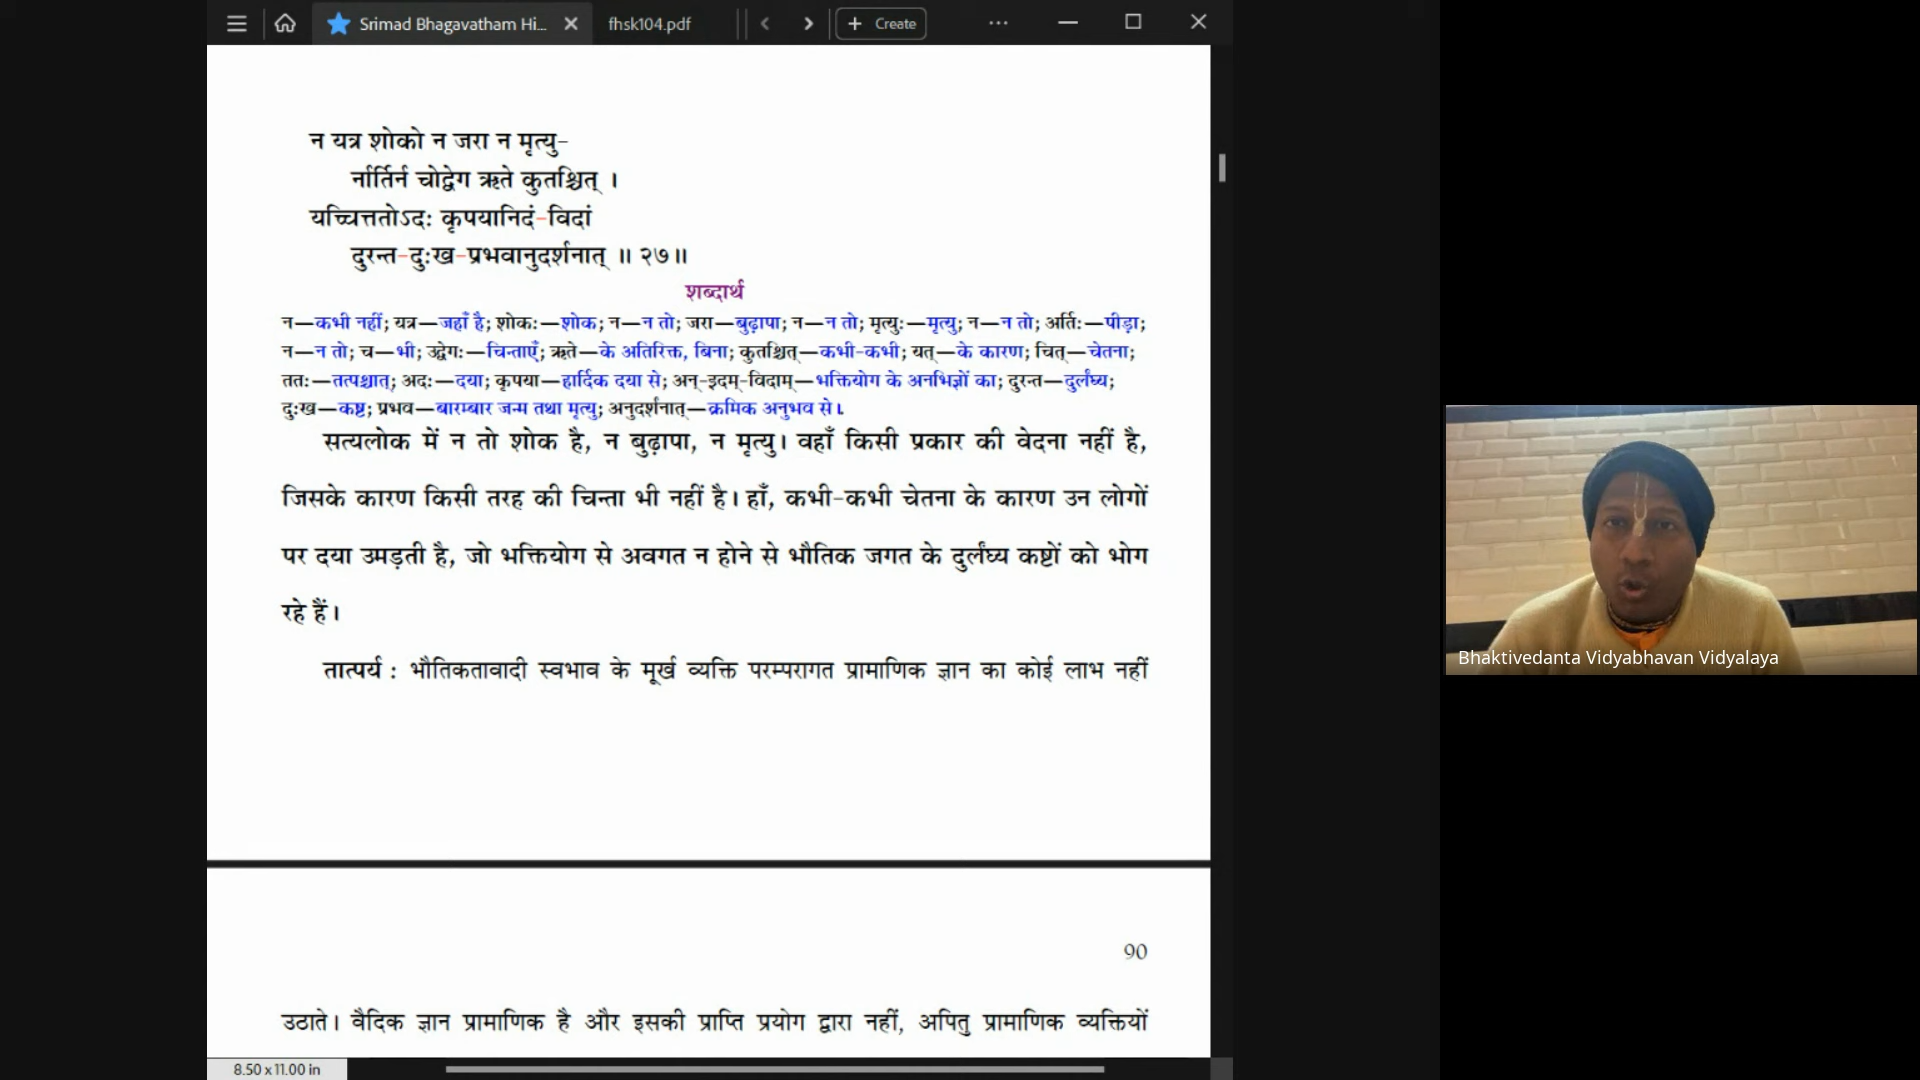 Srimad Bhagavatham Hi...
fhsk104.pdf
Create
न यत्र शोको न जरा न मृत्यु-
र्नार्तिर्न चोद्वेग ऋते कुतश्चित् ।
यच्चित्ततोऽदः कृपयानिदं-विदां
दुरन्त-दुःख-प्रभवानुदर्शनात् ॥ २७॥
शब्दार्थ
न—कभी नहीं; यत्र—जहाँ है; शोकः—शोक; न—न तो; जरा—बुढ़ापा; न—न तो; मृत्युः—मृत्यु; न—न तो; अर्तिः—पीड़ा;
न—न तो; च—भी; उद्वेगः—चिन्ताएँ; ऋते—के अतिरिक्त, बिना; कुतश्चित्—कभी-कभी; यत्—के कारण; चित्—चेतना;
ततः—तत्पश्चात्; अदः—दया; कृपया—हार्दिक दया से; अन्-इदम्-विदाम्—भक्तियोग के अनभिज्ञों का; दुरन्त—दुर्लंघ्य;
दुःख—कष्ट; प्रभव—बारम्बार जन्म तथा मृत्यु; अनुदर्शनात्—क्रमिक अनुभव से।
सत्यलोक में न तो शोक है, न बुढ़ापा, न मृत्यु। वहाँ किसी प्रकार की वेदना नहीं है,
जिसके कारण किसी तरह की चिन्ता भी नहीं है। हाँ, कभी-कभी चेतना के कारण उन लोगों
पर दया उमड़ती है, जो भक्तियोग से अवगत न होने से भौतिक जगत के दुर्लंघ्य कष्टों को भोग
रहे हैं।
तात्पर्य : भौतिकतावादी स्वभाव के मूर्ख व्यक्ति परम्परागत प्रामाणिक ज्ञान का कोई लाभ नहीं
90
उठाते। वैदिक ज्ञान प्रामाणिक है और इसकी प्राप्ति प्रयोग द्वारा नहीं, अपितु प्रामाणिक व्यक्तियों
8.50 x 11.00 in
Bhaktivedanta Vidyabhavan Vidyalaya